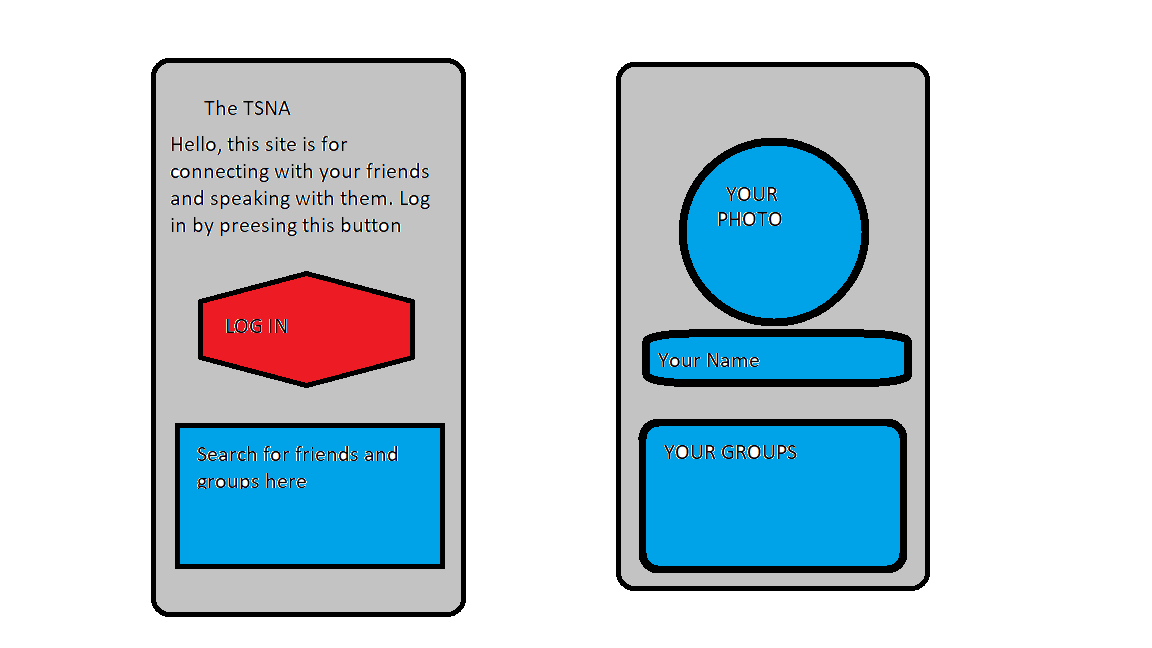 The TSNA
Hello, this site is for
connecting with your friends
and speaking with them. Log
in by preesing this button
LOG IN
Search for friends and
groups here
YOUR
PHOTO
Your Name
YOUR GROUPS